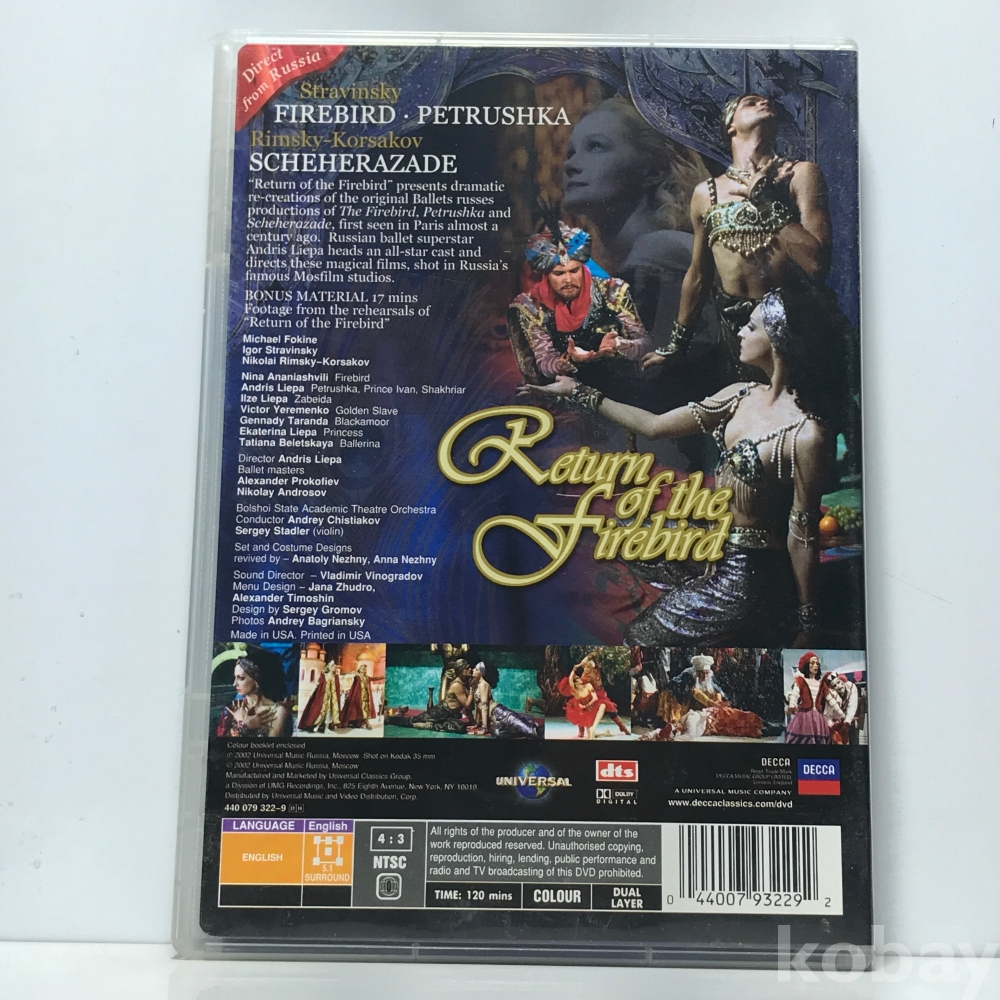 Direct
from Russia
Stravinsky
FIREBIRD · PETRUSHKA
Rimsky-Korsakov
SCHEHERAZADE
"Return of the Firebird" presents dramatic
re-creations of the original Ballets russes
productions of The Firebird, Petrushka and
Scheherazade, first seen in Paris almost a
century ago. Russian ballet superstar
Andris Liepa heads an all-star cast and
directs these magical films, shot in Russia's
famous Mosfilm studios.
BONUS MATERIAL 17 mins
Footage from the rehearsals of
"Return of the Firebird"
Michael Fokine
Igor Stravinsky
Nikolai Rimsky-Korsakov
Nina Ananiashvili Firebird
Andris Liepa Petrushka, Prince Ivan, Shakhriar
Ilze Liepa Zabeida
Victor Yeremenko Golden Slave
Gennady Taranda Blackamoor
Ekaterina Liepa Princess
Tatiana Beletskaya Ballerina
Director Andris Liepa
Ballet masters
Alexander Prokofiev
Nikolay Androsov
Bolshoi State Academic Theatre Orchestra
Conductor Andrey Chistiakov
Sergey Stadler (violin)
Set and Costume Designs
revived by – Anatoly Nezhny, Anna Nezhny
Sound Director – Vladimir Vinogradov
Menu Design – Jana Zhudro,
Alexander Timoshin
Design by Sergey Gromov
Photos Andrey Bagriansky
Made in USA. Printed in USA
Return
of the
Firebird
Colour booklet enclosed
℗ 2002 Universal Music Russia, Moscow. Shot on Kodak 35 mm
© 2002 Universal Music Russia, Moscow
Manufactured and Marketed by Universal Classics Group,
a Division of UMG Recordings, Inc., 825 Eighth Avenue, New York, NY 10019.
Distributed by Universal Music and Video Distribution, Corp.
440 079 322-9
UNIVERSAL
dts
DOLBY
DIGITAL
DECCA
Regd. Trade Mark
DECCA MUSIC GROUP LIMITED,
London, England
A UNIVERSAL MUSIC COMPANY
www.deccaclassics.com/dvd
DECCA
LANGUAGE English
ENGLISH
5.1
SURROUND
4 : 3
NTSC
All rights of the producer and of the owner of the
work reproduced reserved. Unauthorised copying,
reproduction, hiring, lending, public performance and
radio and TV broadcasting of this DVD prohibited.
TIME: 120 mins
COLOUR
DUAL
LAYER
0 44007 93229 2
kobay